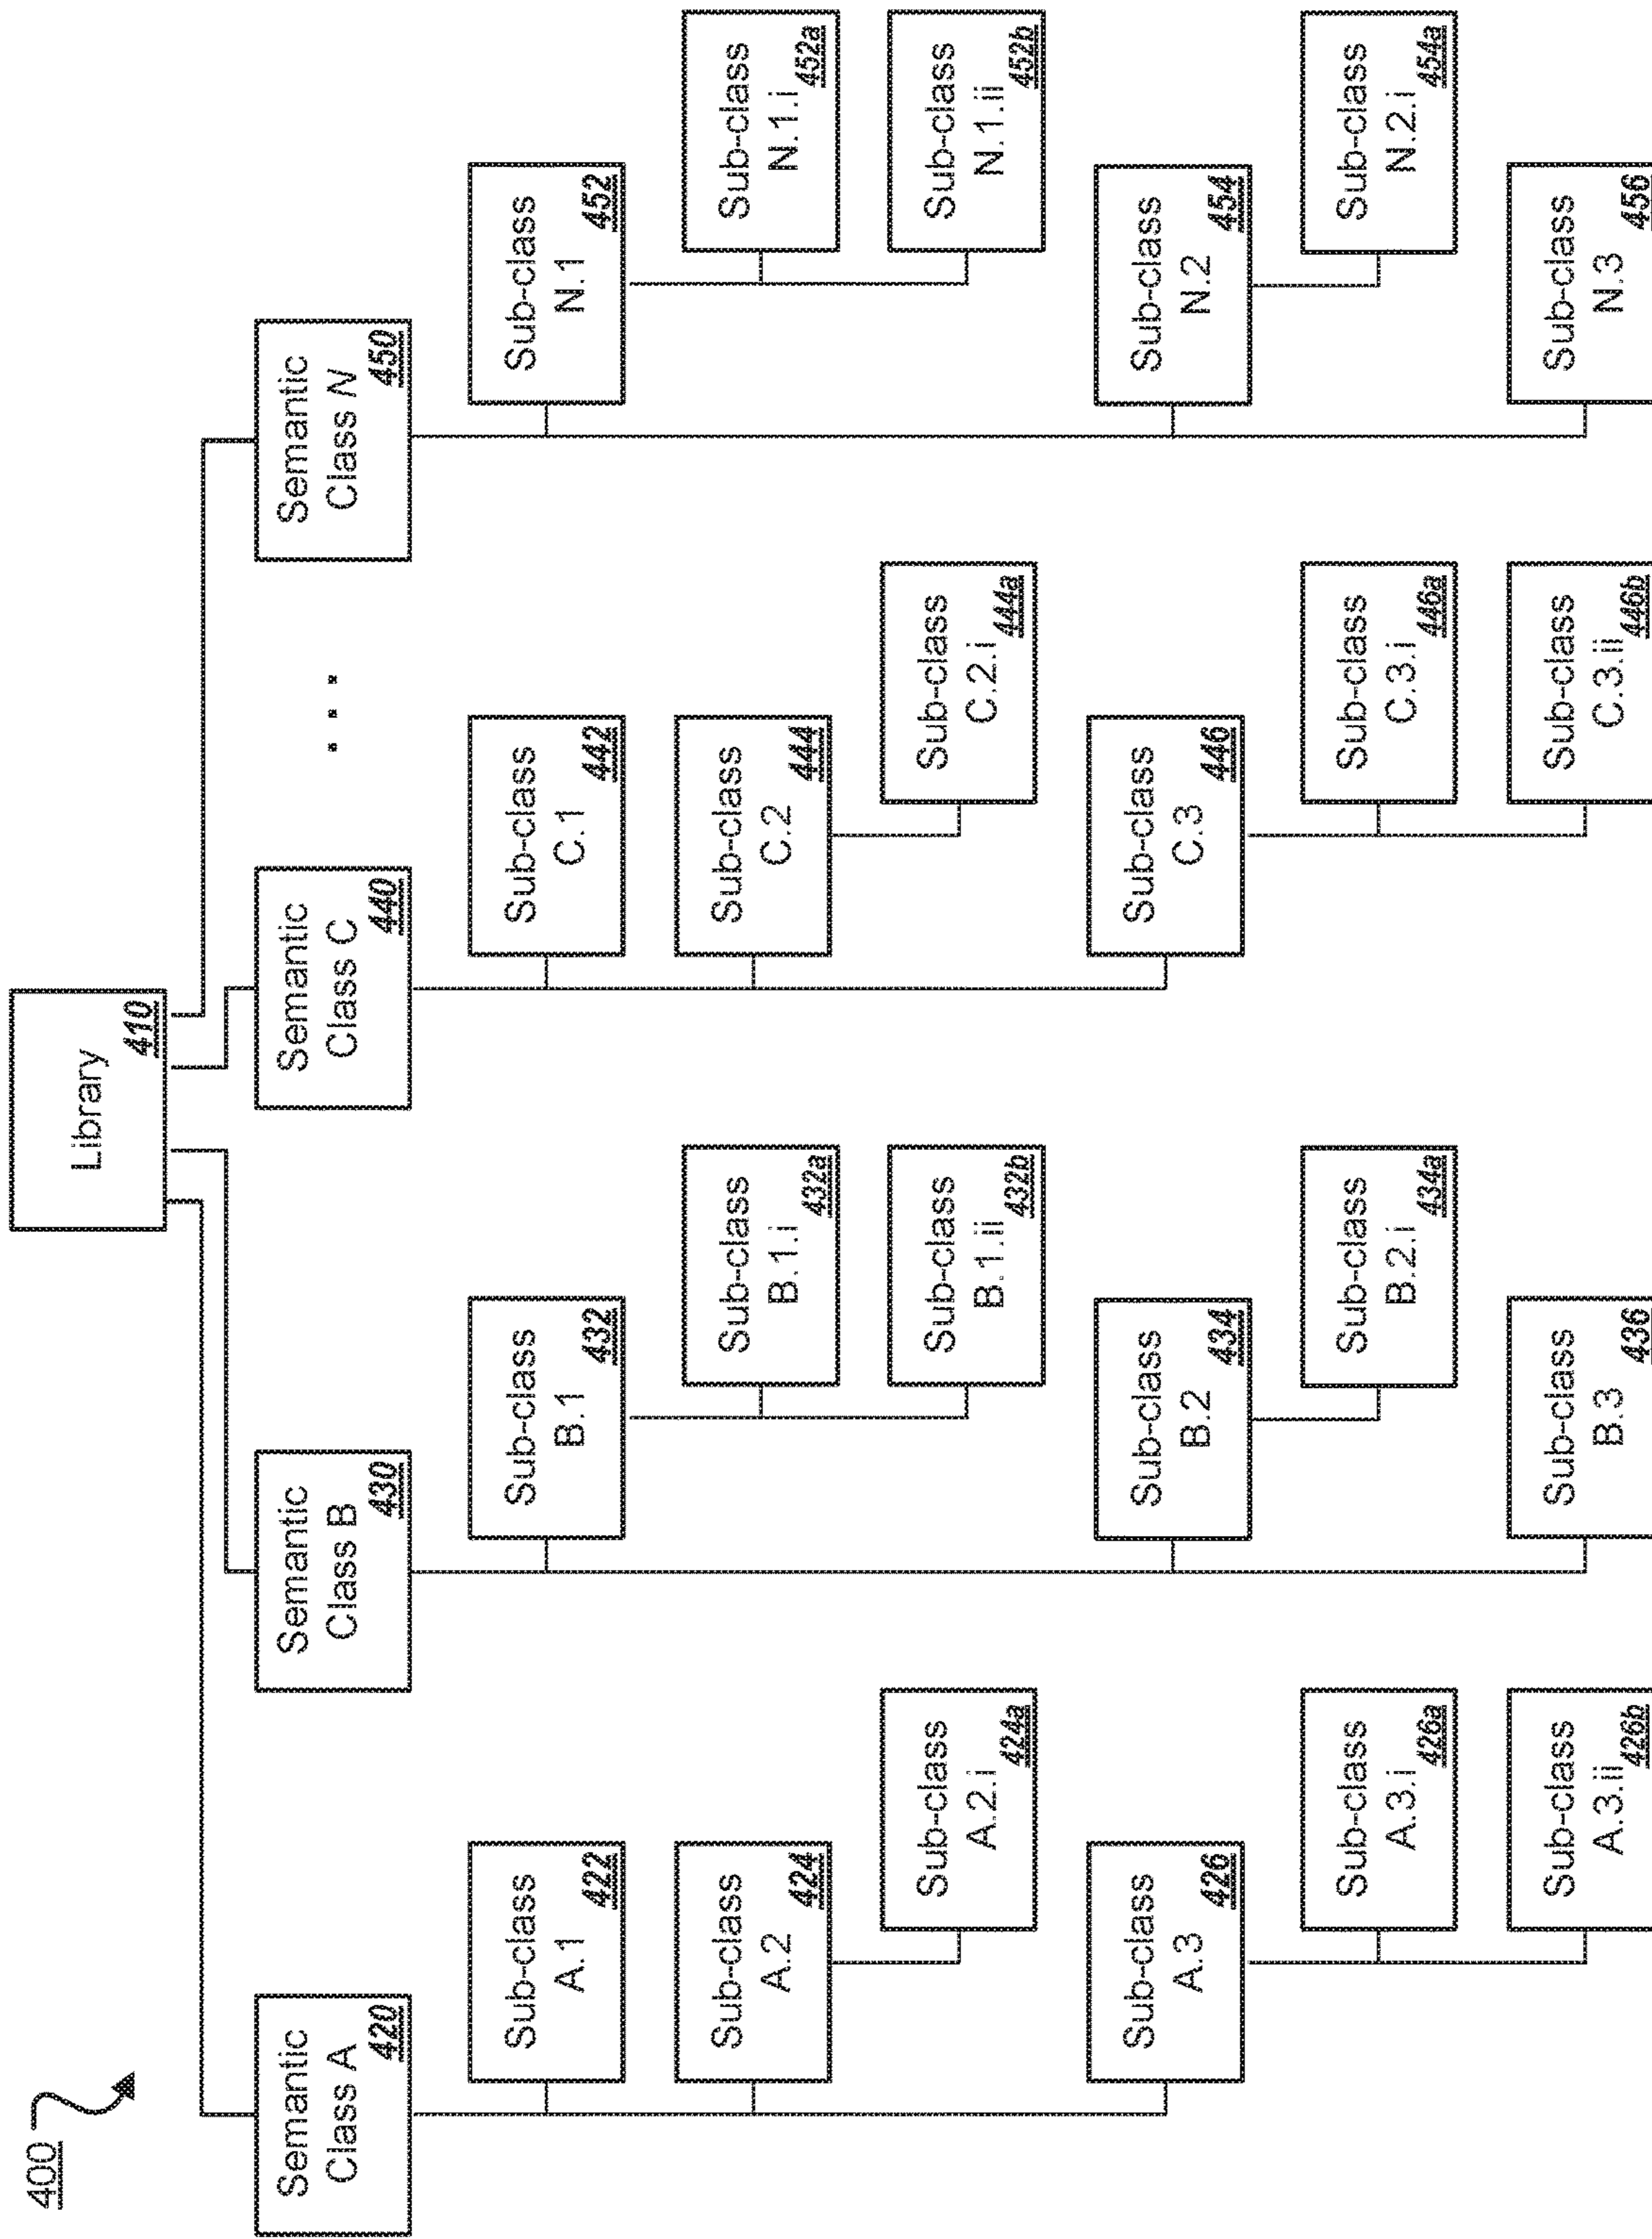 400
Library
410
Semantic
Class A
420
Semantic
Class B
430
Semantic
Class C
440
. . .
Semantic
Class N
450
Sub-class
A.1
422
Sub-class
A.2
424
Sub-class
A.2.i
424a
Sub-class
A.3
426
Sub-class
A.3.i
426a
Sub-class
A.3.ii
426b
Sub-class
B.1
432
Sub-class
B.1.i
432a
Sub-class
B.1.iii
432b
Sub-class
B.2
434
Sub-class
B.2.i
434a
Sub-class
B.3
436
Sub-class
C.1
442
Sub-class
C.2
444
Sub-class
C.2.i
444a
Sub-class
C.3
446
Sub-class
C.3.i
446a
Sub-class
C.3.ii
446b
Sub-class
N.1
452
Sub-class
N.1.i
452a
Sub-class
N.1.ii
452b
Sub-class
N.2
454
Sub-class
N.2.i
454a
Sub-class
N.3
456